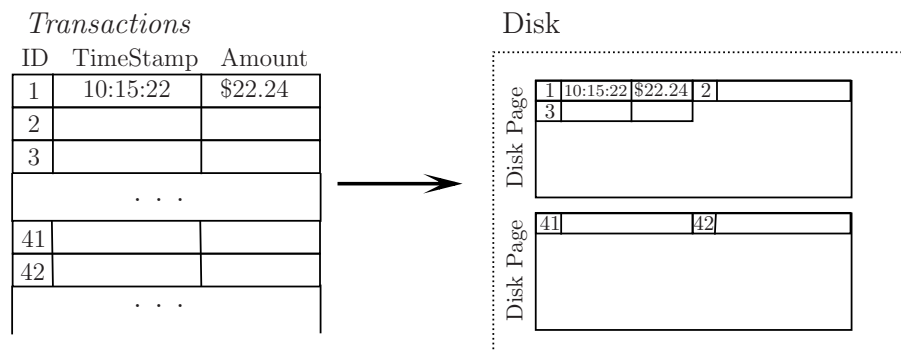 Transactions
ID TimeStamp Amount
1 10:15:22 $22.24
2
3
. . .
41
42
. . .
Disk
Disk Page
1 10:15:22 $22.24 2
3
Disk Page
41 42